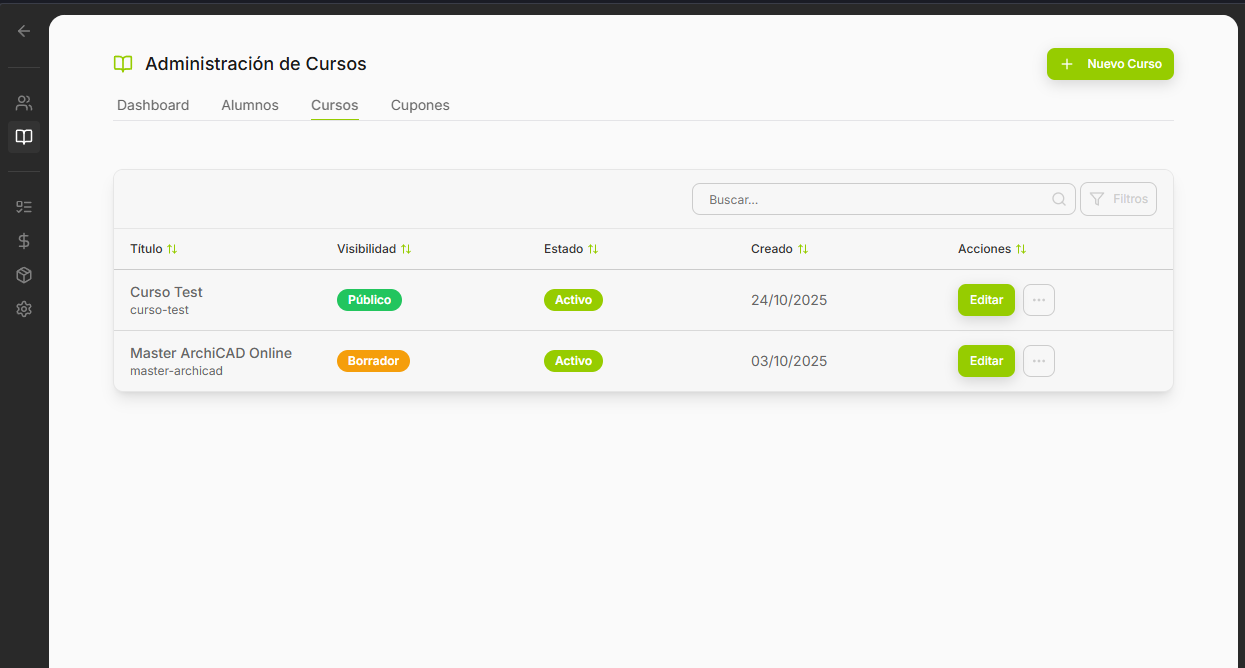 Administración de Cursos
Nuevo Curso
Dashboard Alumnos Cursos Cupones
Buscar... Filtros
Título Visibilidad Estado Creado Acciones
Curso Test Público Activo 24/10/2025 Editar
curso-test
Master ArchiCAD Online Borrador Activo 03/10/2025 Editar
master-archicad